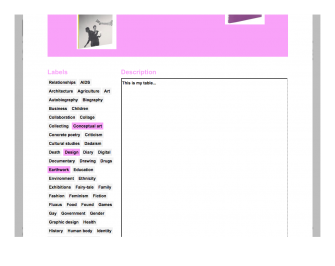 Labels
Description
Relationships AIDS
Architecture Agriculture Art
Autobiography Biography
Business Children
Collaboration Collage
Collecting Conceptual art
Concrete poetry Criticism
Cultural studies Dadaism
Death Design Diary Digital
Documentary Drawing Drugs
Earthwork Education
Environment Ethnicity
Exhibitions Fairy-tale Family
Fashion Feminism Fiction
Fluxus Food Found Games
Gay Government Gender
Graphic design Health
History Human body Identity
This is my table...